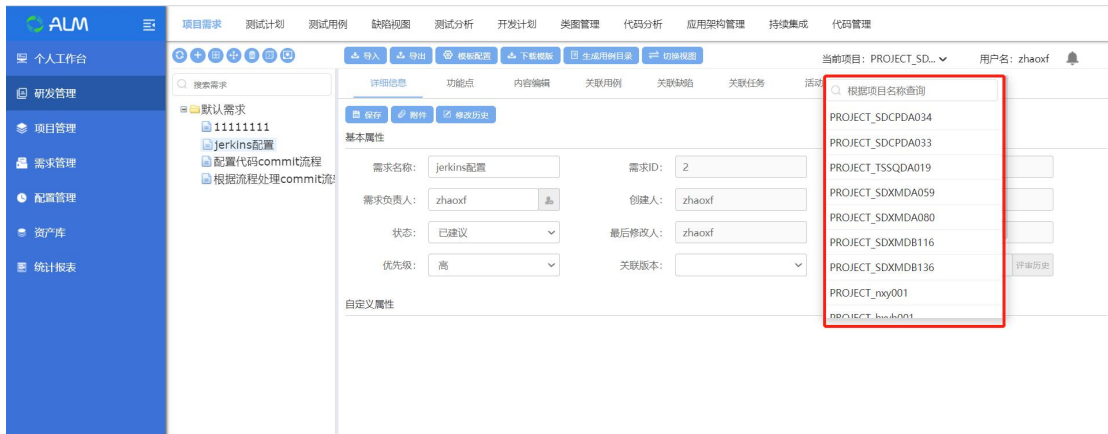 ALM
项目需求 测试计划 测试用例 缺陷视图 测试分析 开发计划 类图管理 代码分析 应用架构管理 持续集成 代码管理
个人工作台
研发管理
项目管理
需求管理
配置管理
资产库
统计报表
搜索需求
默认需求
11111111
jerkins配置
配置代码commit流程
根据流程处理commit流
导入 导出 模板配置 下载模版 生成用例目录 切换视图
当前项目: PROJECT_SD... 用户名: zhaoxf
详细信息 功能点 内容编辑 关联用例 关联缺陷 关联任务 活动
保存 附件 修改历史
基本属性
需求名称: jerkins配置 需求ID: 2
需求负责人: zhaoxf 创建人: zhaoxf
状态: 已建议 最后修改人: zhaoxf
优先级: 高 关联版本: 评审历史
自定义属性
根据项目名称查询
PROJECT_SDCPDA034
PROJECT_SDCPDA033
PROJECT_TSSQDA019
PROJECT_SDXMDA059
PROJECT_SDXMDA080
PROJECT_SDXMDB116
PROJECT_SDXMDB136
PROJECT_nxy001